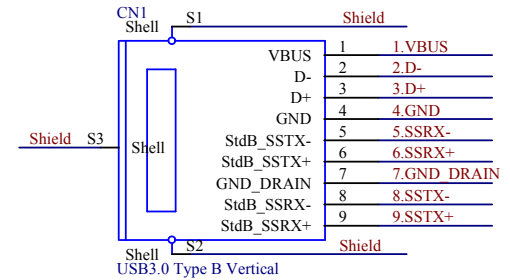 CN1
Shell S1 Shield
VBUS 1 1.VBUS
D- 2 2.D-
D+ 3 3.D+
GND 4 4.GND
StdB_SSTX- 5 5.SSRX-
Shield S3 Shell
StdB_SSTX+ 6 6.SSRX+
GND_DRAIN 7 7.GND_DRAIN
StdB_SSRX- 8 8.SSTX-
StdB_SSRX+ 9 9.SSTX+
Shell S2 Shield
USB3.0 Type B Vertical